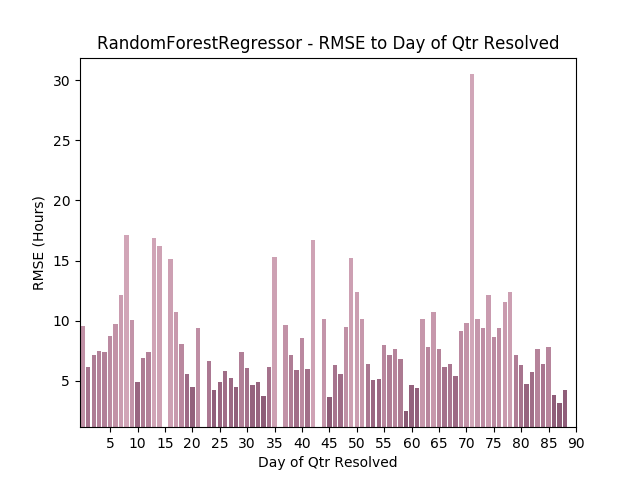 RandomForestRegressor - RMSE to Day of Qtr Resolved
30
25
20
15
10
5
RMSE (Hours)
5 10 15 20 25 30 35 40 45 50 55 60 65 70 75 80 85 90
Day of Qtr Resolved